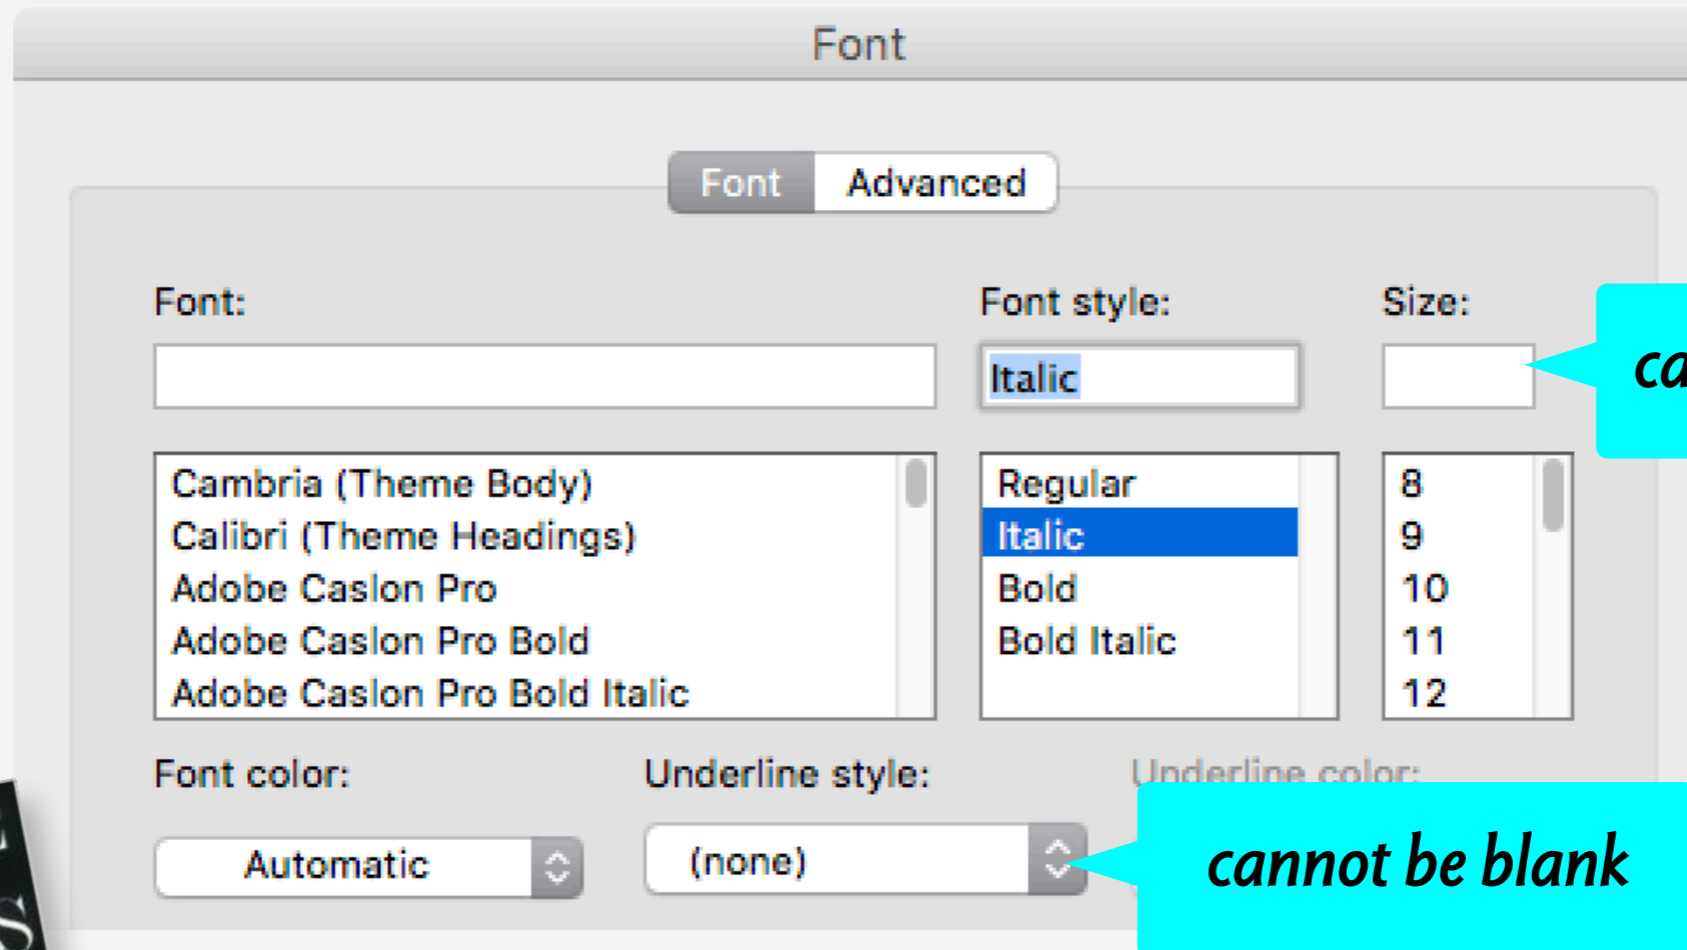 Font
Font Advanced
Font: Font style: Size:
Italic
Cambria (Theme Body) Regular 8
Calibri (Theme Headings) Italic 9
Adobe Caslon Pro Bold 10
Adobe Caslon Pro Bold Bold Italic 11
Adobe Caslon Pro Bold Italic 12
Font color: Underline style: Underline color:
Automatic (none) cannot be blank